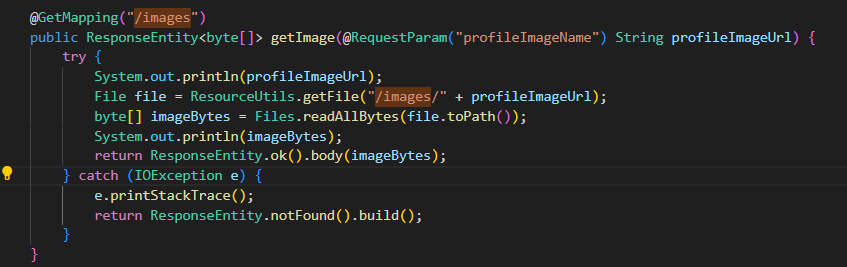 @GetMapping("/images")
public ResponseEntity<byte[]> getImage(@RequestParam("profileImageName") String profileImageUrl) {
try {
System.out.println(profileImageUrl);
File file = ResourceUtils.getFile("/images/" + profileImageUrl);
byte[] imageBytes = Files.readAllBytes(file.toPath());
System.out.println(imageBytes);
return ResponseEntity.ok().body(imageBytes);
} catch (IOException e) {
e.printStackTrace();
return ResponseEntity.notFound().build();
}
}